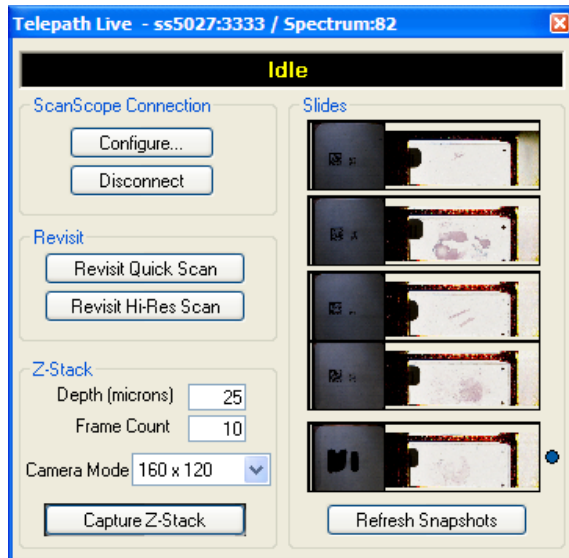 Telepath Live - ss5027:3333 / Spectrum:82
Idle
ScanScope Connection
Configure...
Disconnect
Revisit
Revisit Quick Scan
Revisit Hi-Res Scan
Z-Stack
Depth (microns) 25
Frame Count 10
Camera Mode 160 x 120
Capture Z-Stack
Slides
Refresh Snapshots